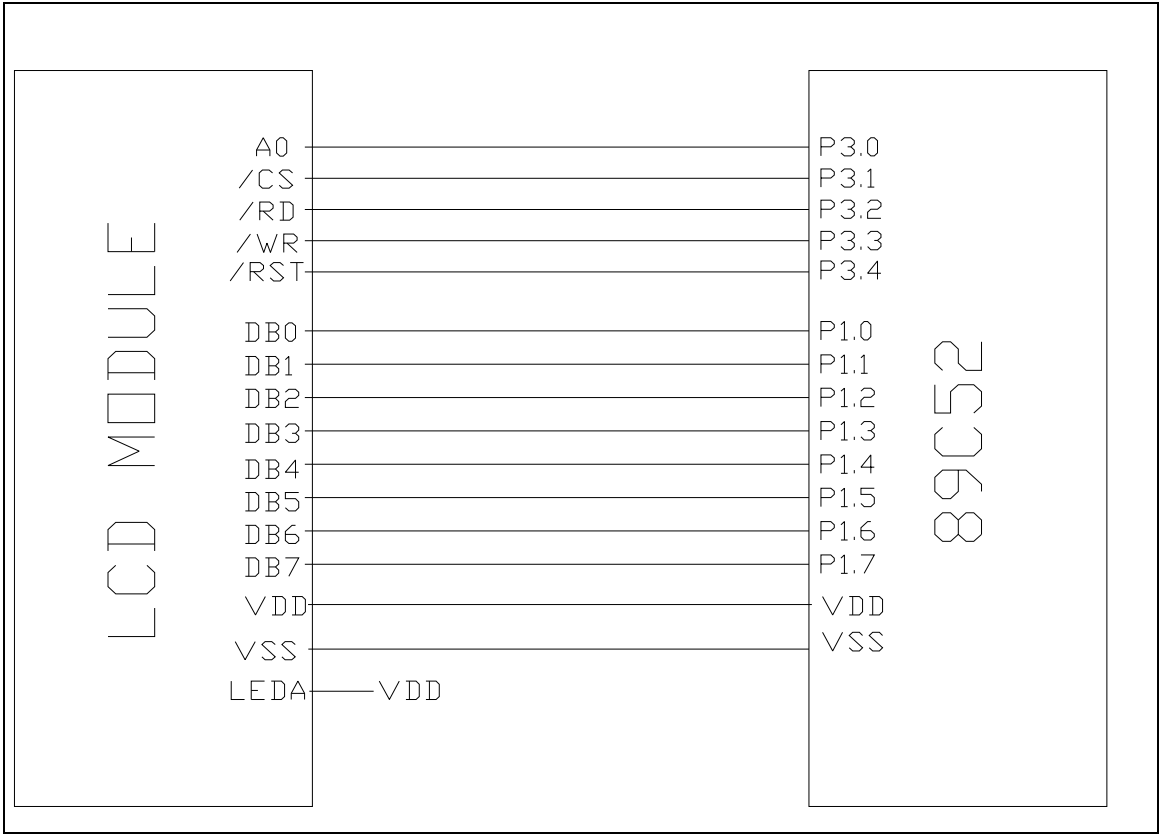 LCD MODULE
A0 P3.0
/CS P3.1
/RD P3.2
/WR P3.3
/RST P3.4
DB0 P1.0
DB1 P1.1
DB2 P1.2
DB3 P1.3
DB4 P1.4
DB5 P1.5
DB6 P1.6
DB7 P1.7
VDD VDD
VSS VSS
LEDA VDD
89C52